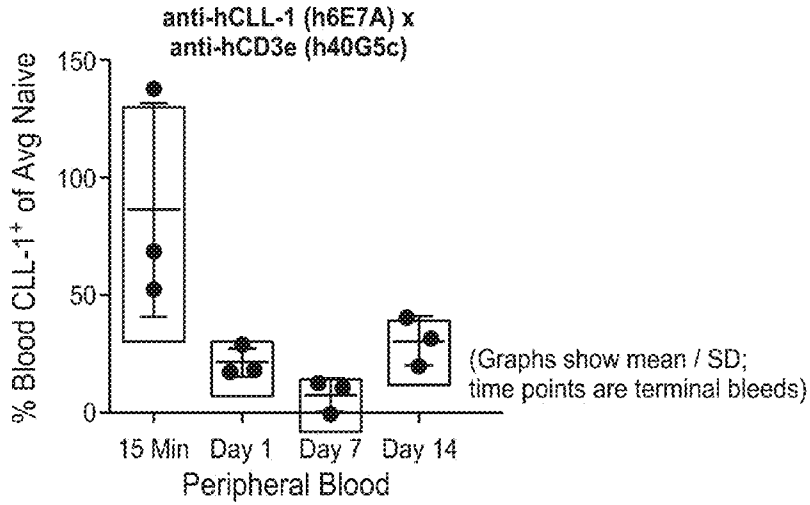 anti-hCLL-1 (h6E7A) x
anti-hCD3e (h40G5c)
% Blood CLL-1⁺ of Avg Naive
150
100
50
0
15 Min Day 1 Day 7 Day 14
Peripheral Blood
(Graphs show mean / SD;
time points are terminal bleeds)